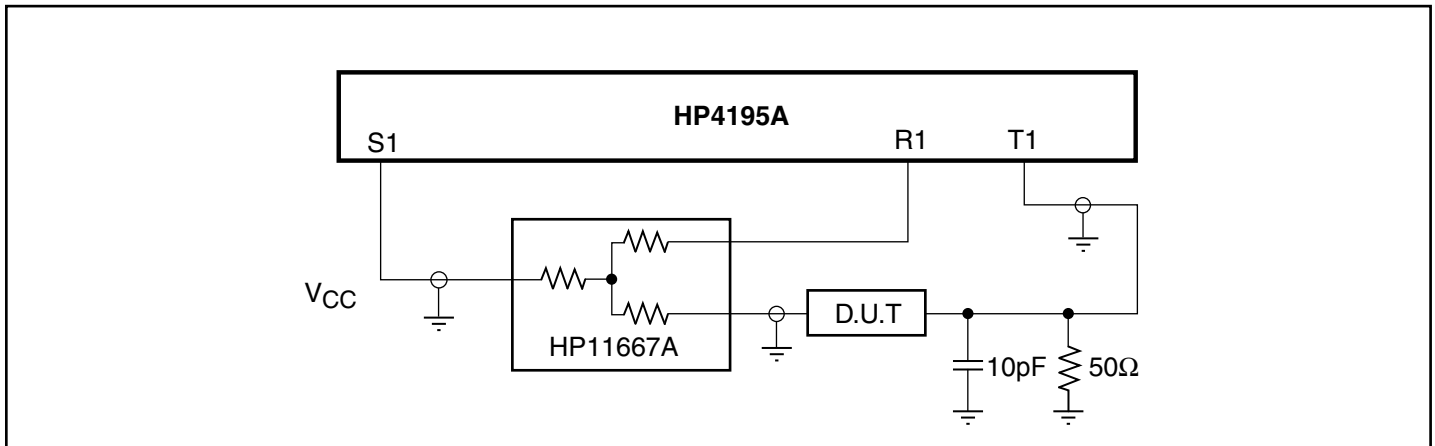 HP4195A
S1
R1
T1
VCC
HP11667A
D.U.T
10pF
50Ω